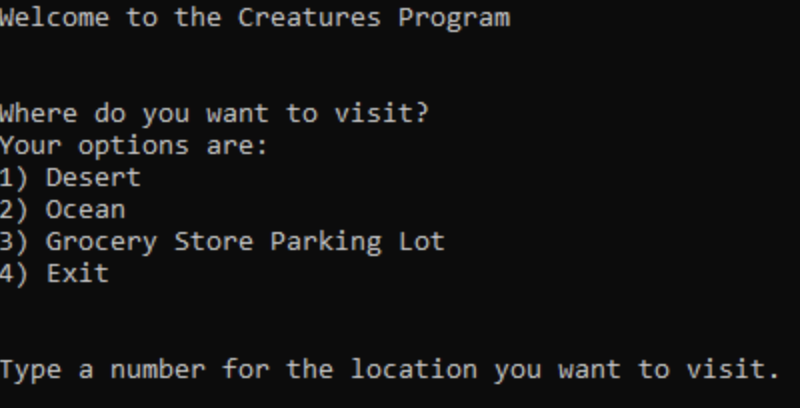 Welcome to the Creatures Program
Where do you want to visit?
Your options are:
1) Desert
2) Ocean
3) Grocery Store Parking Lot
4) Exit
Type a number for the location you want to visit.